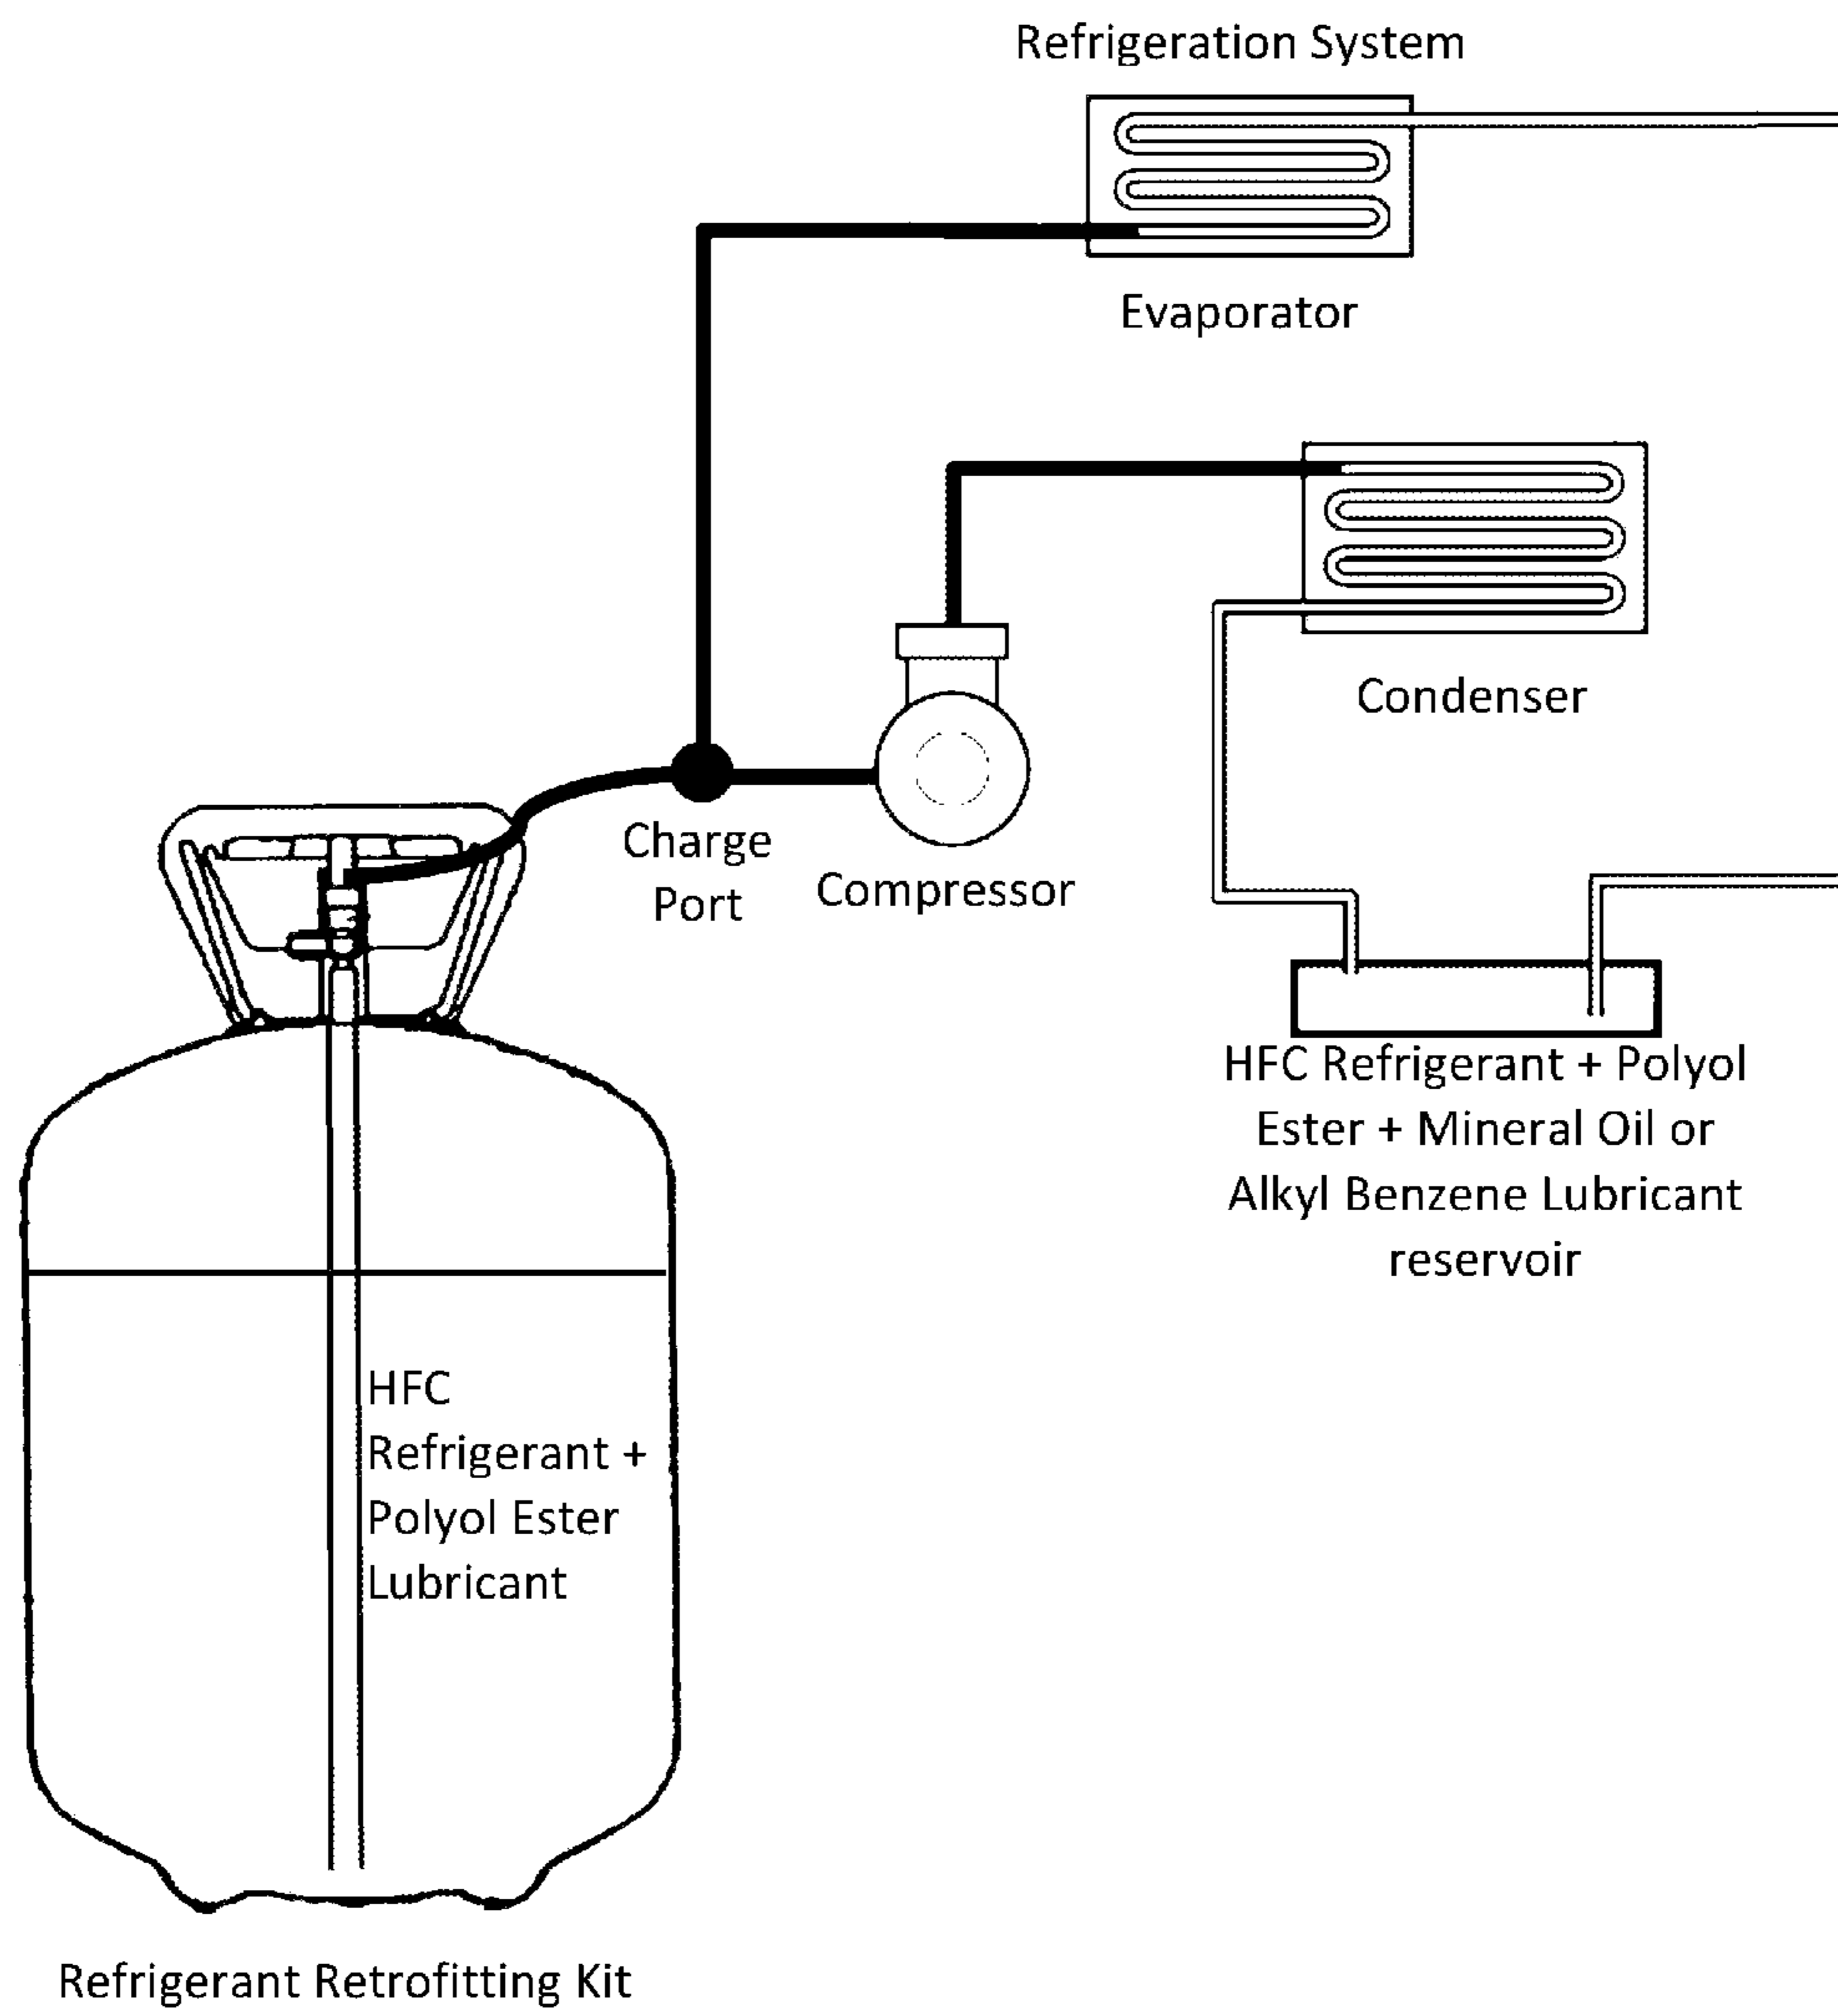 Refrigeration System
Evaporator
Condenser
Charge
Port
Compressor
HFC Refrigerant + Polyol
Ester + Mineral Oil or
Alkyl Benzene Lubricant
reservoir
HFC
Refrigerant +
Polyol Ester
Lubricant
Refrigerant Retrofitting Kit